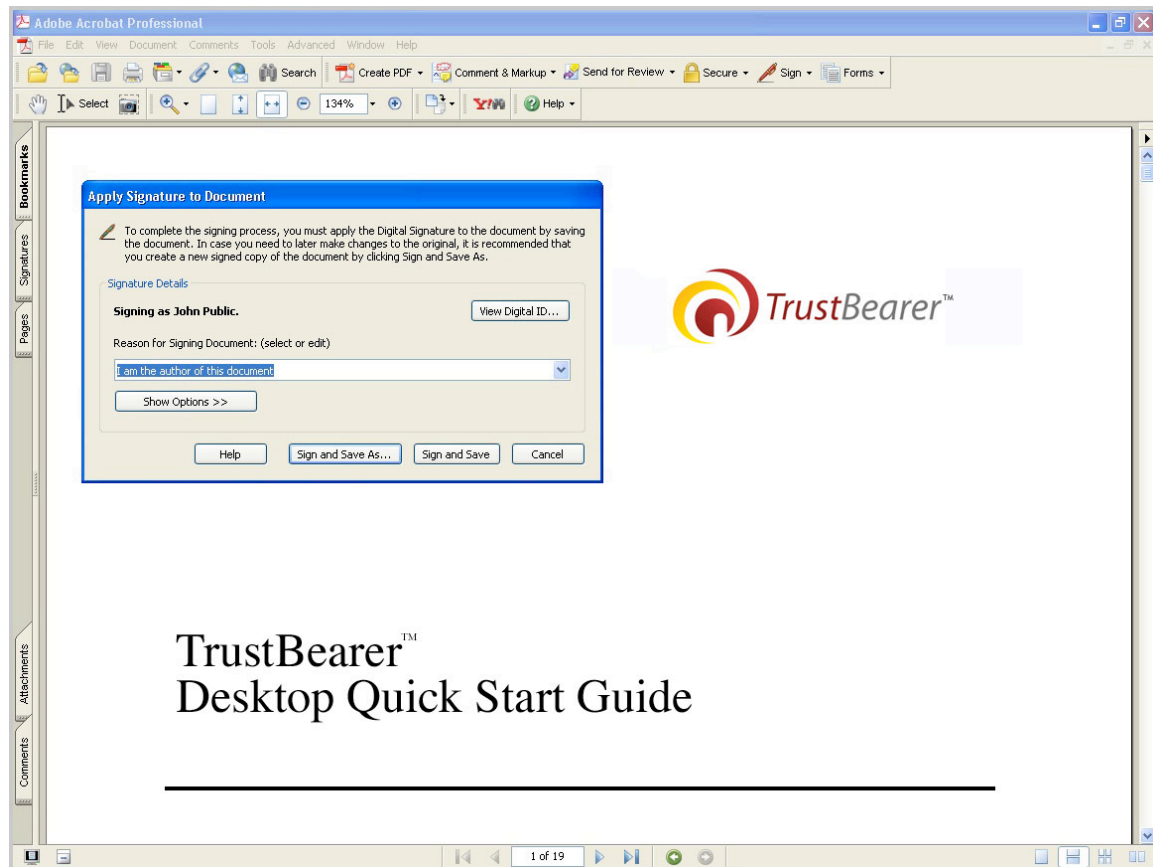 Adobe Acrobat Professional
File Edit View Document Comments Tools Advanced Window Help
Search Create PDF Comment & Markup Send for Review Secure Sign Forms
Select 134% Y! Help
Bookmarks
Signatures
Pages
Attachments
Comments
Apply Signature to Document
To complete the signing process, you must apply the Digital Signature to the document by saving
the document. In case you need to later make changes to the original, it is recommended that
you create a new signed copy of the document by clicking Sign and Save As.
Signature Details
Signing as John Public.
View Digital ID...
Reason for Signing Document: (select or edit)
I am the author of this document
Show Options >>
Help Sign and Save As... Sign and Save Cancel
TrustBearer™
TrustBearer™
Desktop Quick Start Guide
1 of 19